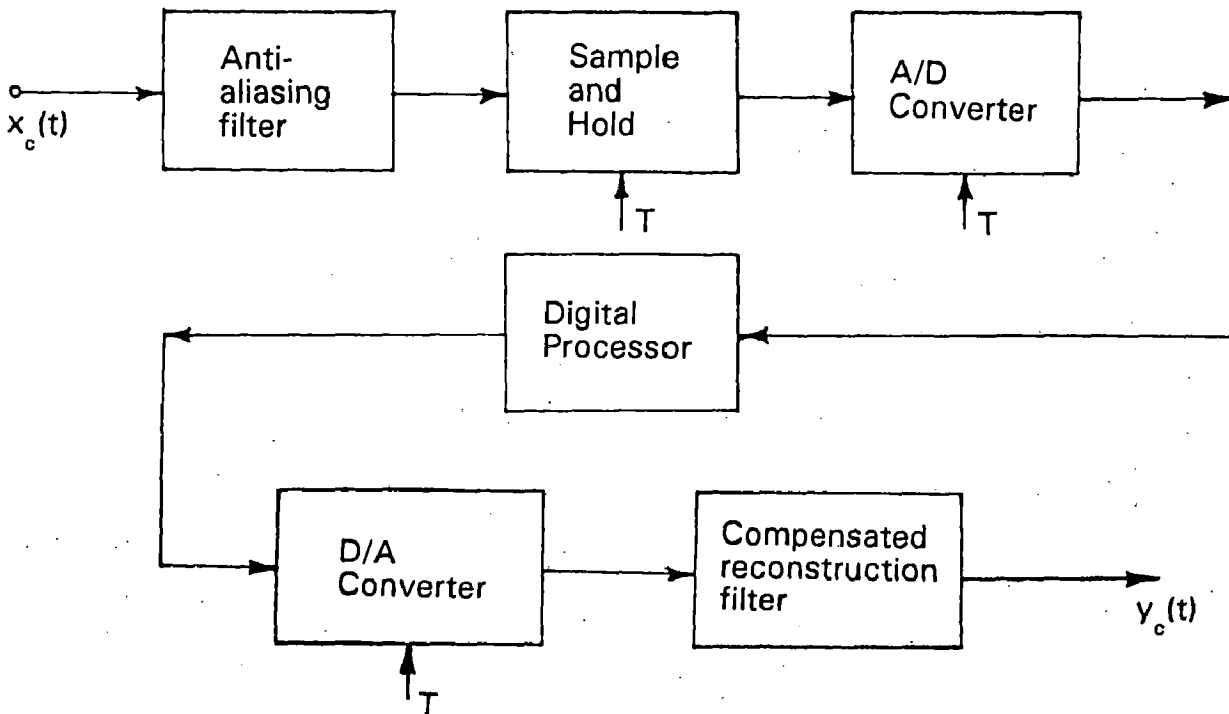 Anti-
aliasing
filter
Sample
and
Hold
A/D
Converter
x_c(t)
T
T
Digital
Processor
D/A
Converter
Compensated
reconstruction
filter
y_c(t)
T